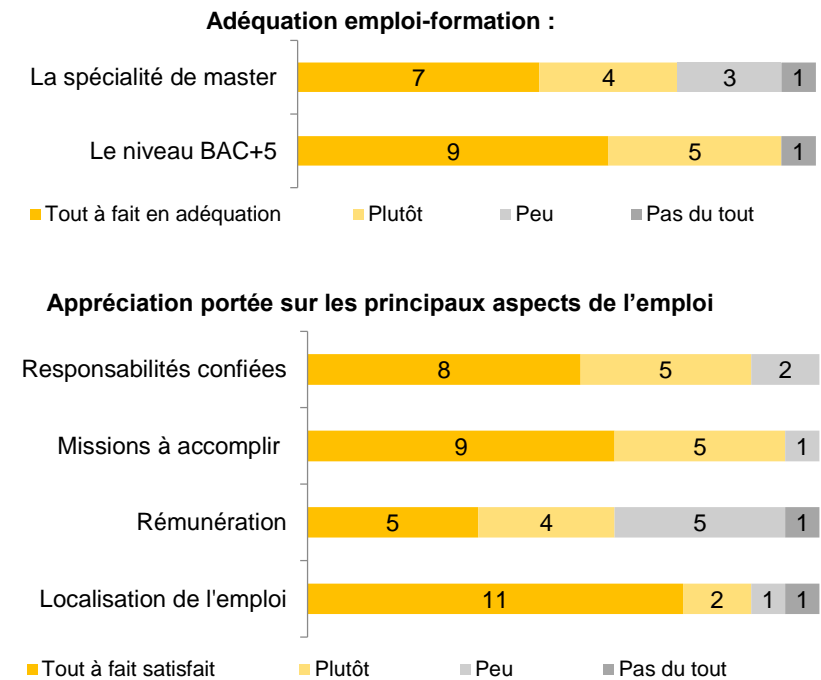 Adéquation emploi-formation :
La spécialité de master 7 4 3 1
Le niveau BAC+5 9 5 1
Tout à fait en adéquation Plutôt Peu Pas du tout
Appréciation portée sur les principaux aspects de l’emploi
Responsabilités confiées 8 5 2
Missions à accomplir 9 5 1
Rémunération 5 4 5 1
Localisation de l'emploi 11 2 1 1
Tout à fait satisfait Plutôt Peu Pas du tout